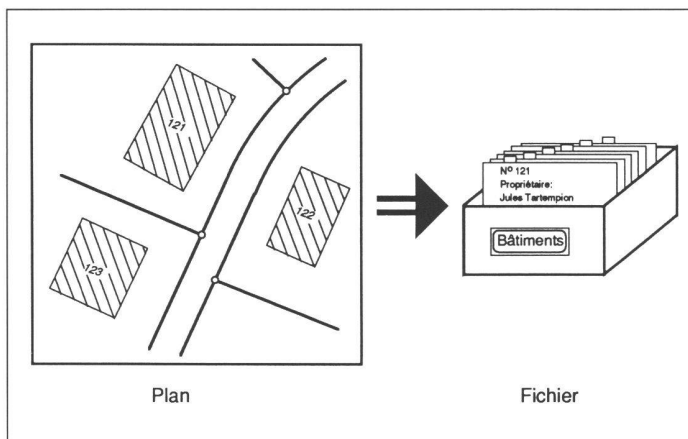 121
122
123
Nº 121
Propriétaire:
Jules Tartempion
Bâtiments
Plan
Fichier